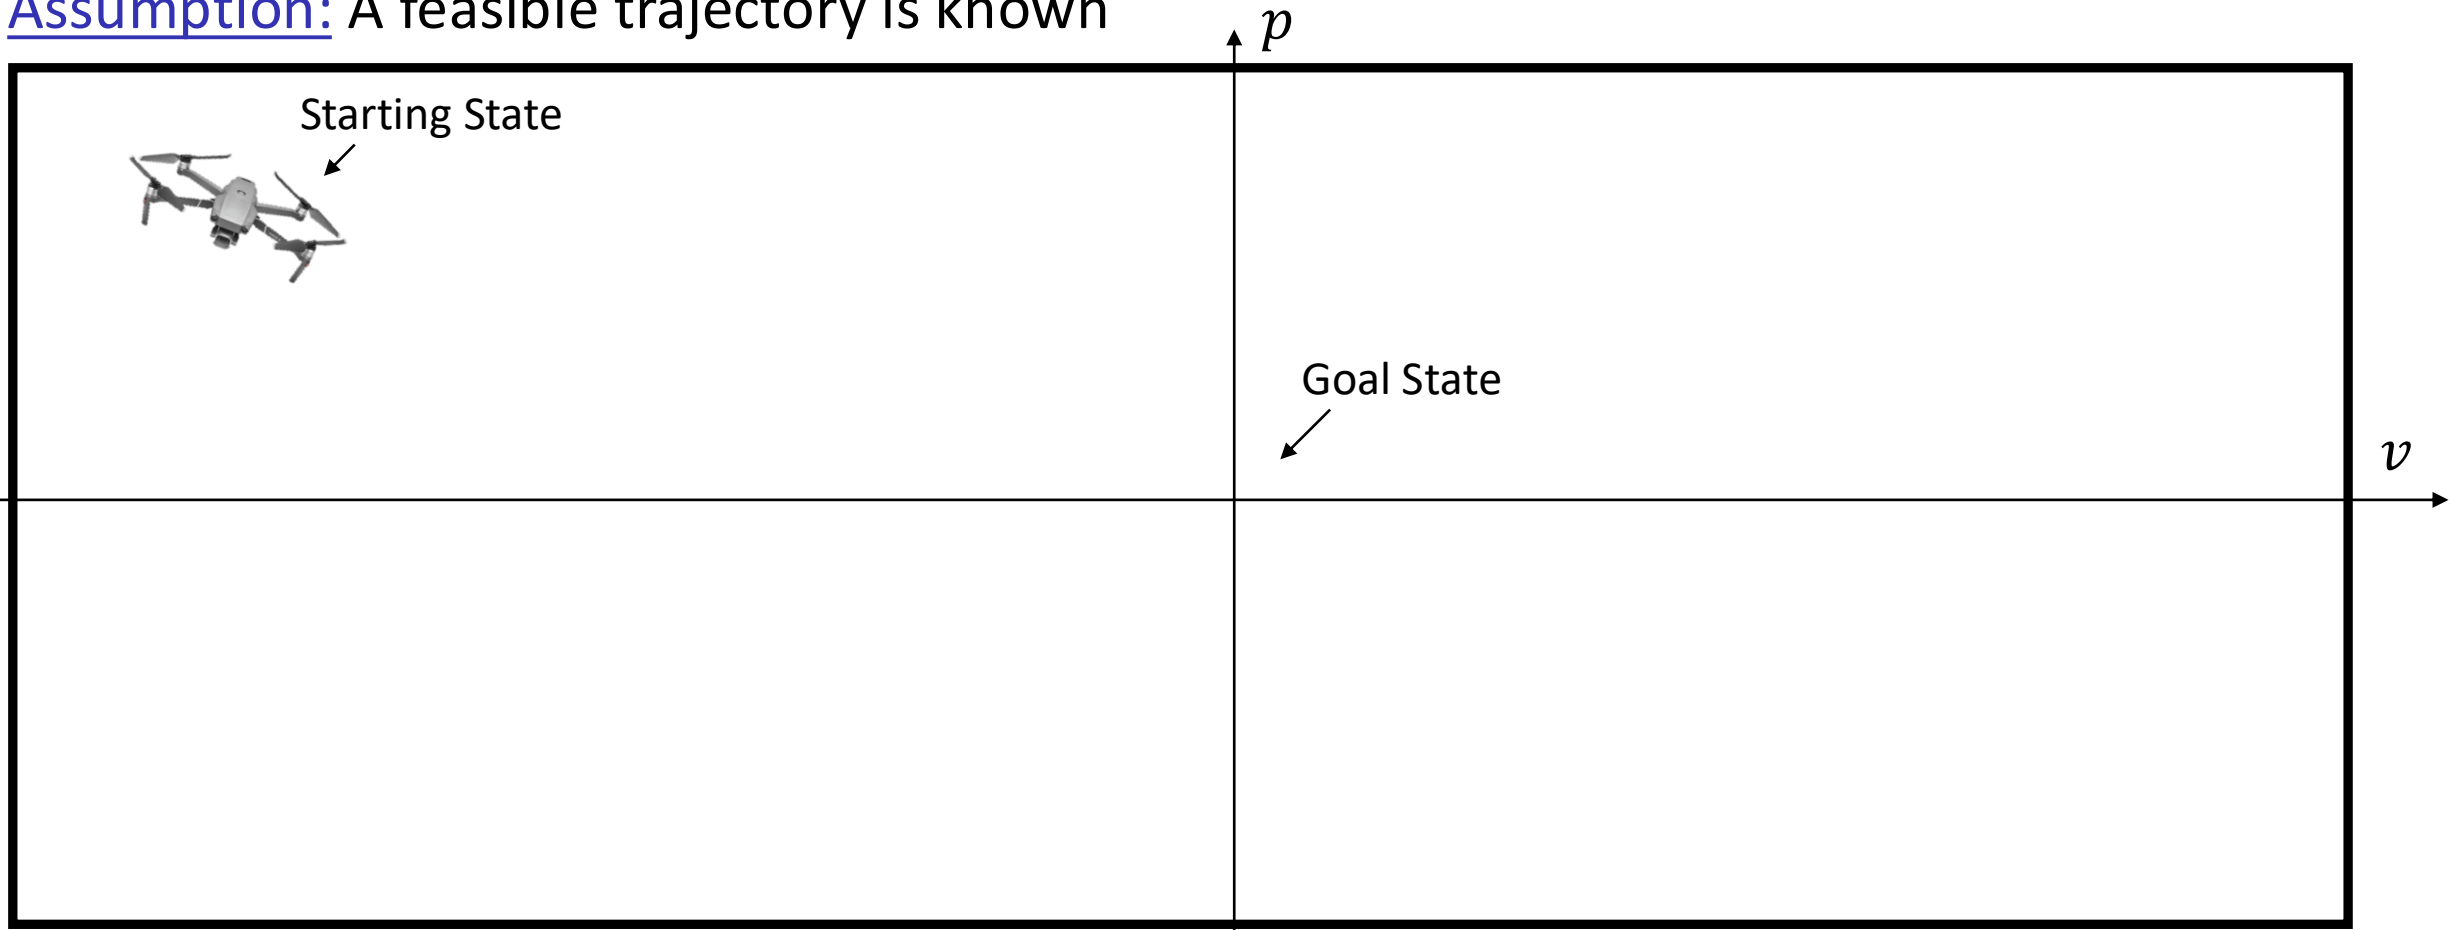 Assumption: A feasible trajectory is known
p
Starting State
Goal State
v